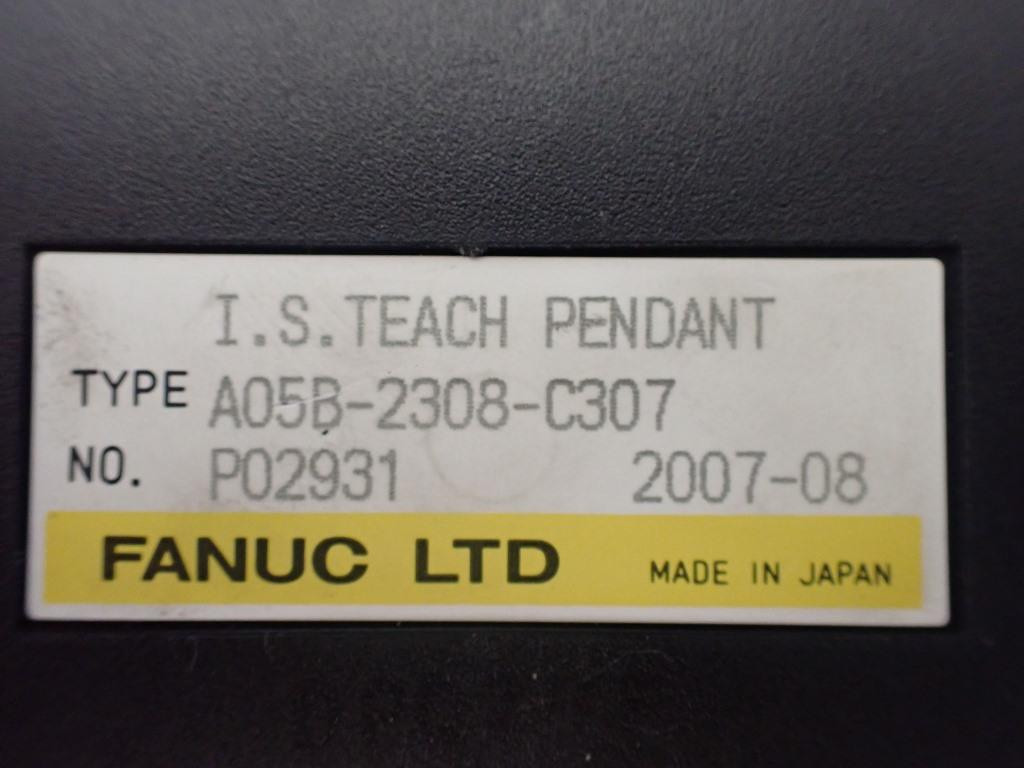 I.S.TEACH PENDANT
TYPE A05B-2308-C307
NO. P02931 2007-08
FANUC LTD MADE IN JAPAN